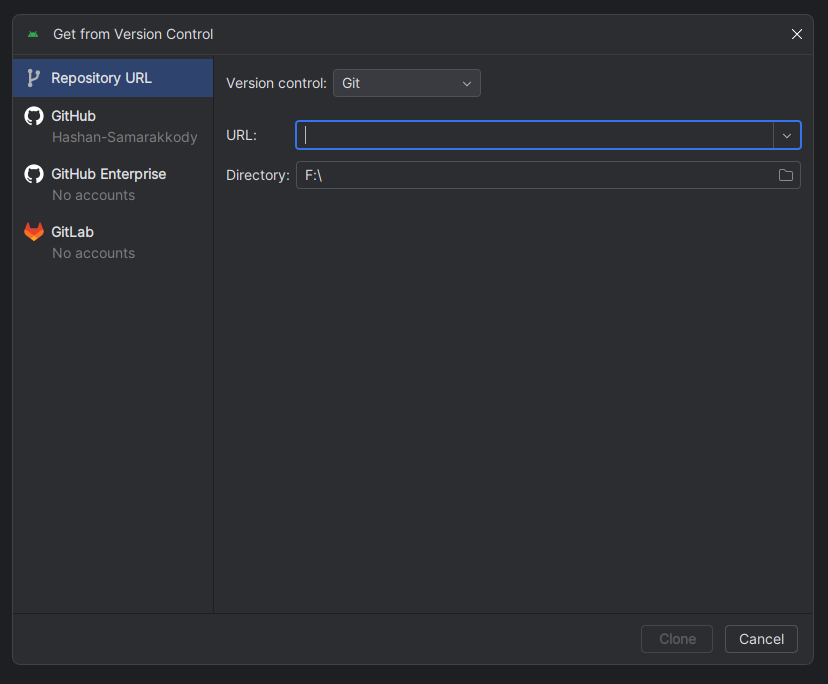 Get from Version Control
Repository URL
GitHub
Hashan-Samarakkody
GitHub Enterprise
No accounts
GitLab
No accounts
Version control: Git
URL:
Directory: F:\
Clone
Cancel